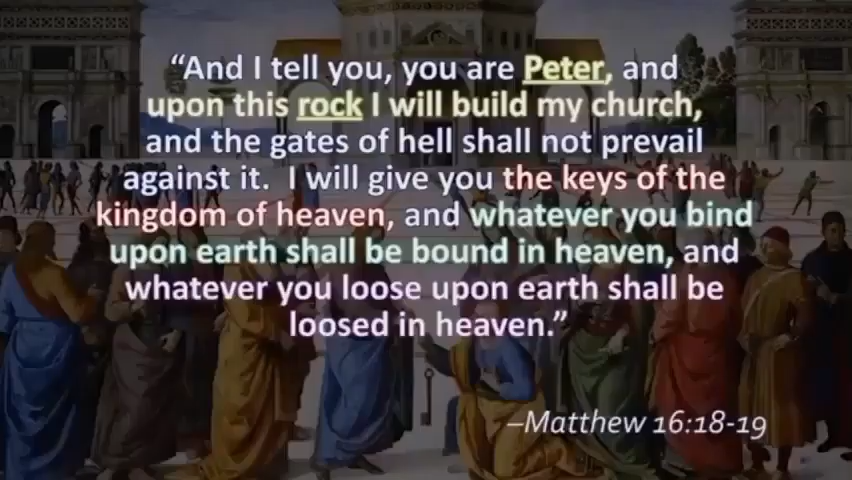 “And I tell you, you are Peter, and
upon this rock I will build my church,
and the gates of hell shall not prevail
against it.  I will give you the keys of the
kingdom of heaven, and whatever you bind
upon earth shall be bound in heaven, and
whatever you loose upon earth shall be
loosed in heaven.”
–Matthew 16:18-19